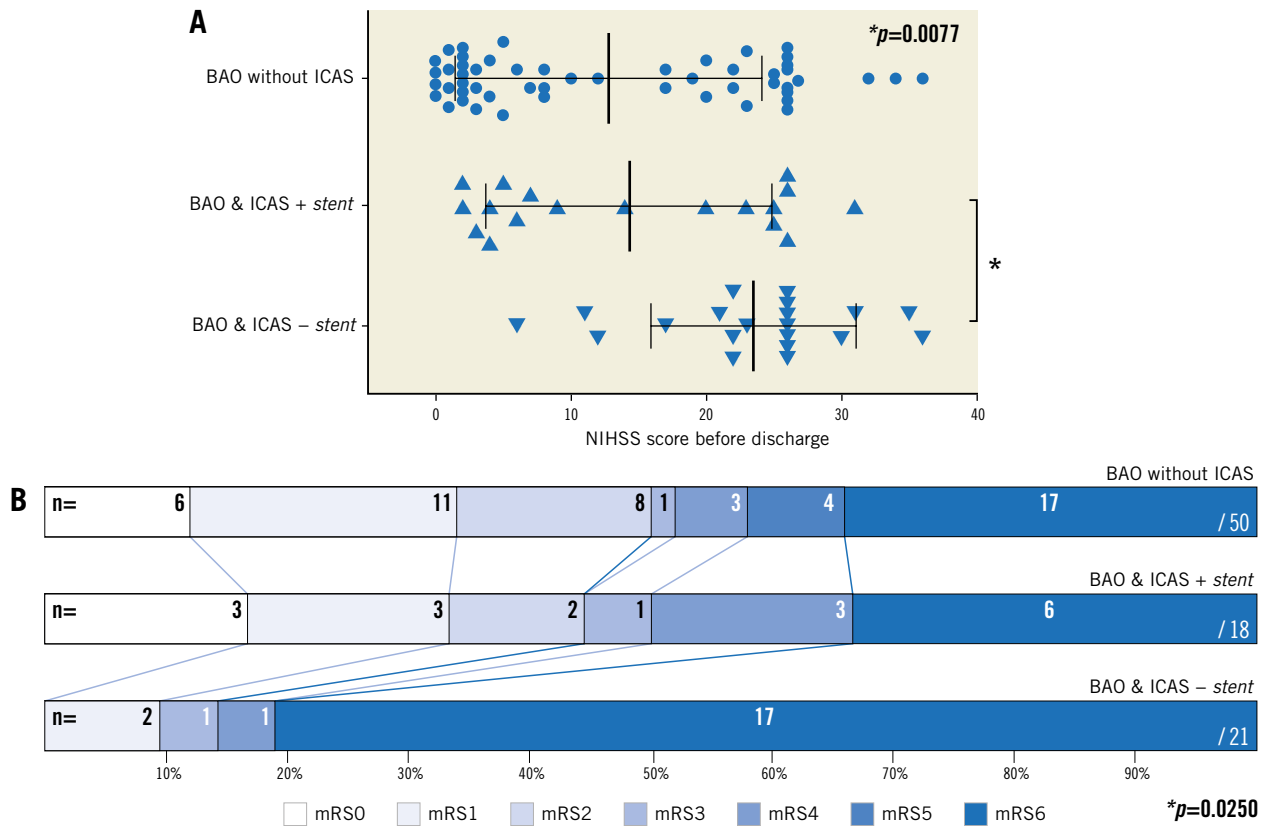 A
*p=0.0077
BAO without ICAS
BAO & ICAS + stent
*
BAO & ICAS – stent
0 10 20 30 40
NIHSS score before discharge
B
BAO without ICAS
n= 6 11 8 1 3 4 17 / 50
BAO & ICAS + stent
n= 3 3 2 1 3 6 / 18
BAO & ICAS – stent
n= 2 1 1 17 / 21
10% 20% 30% 40% 50% 60% 70% 80% 90%
mRS0 mRS1 mRS2 mRS3 mRS4 mRS5 mRS6
*p=0.0250